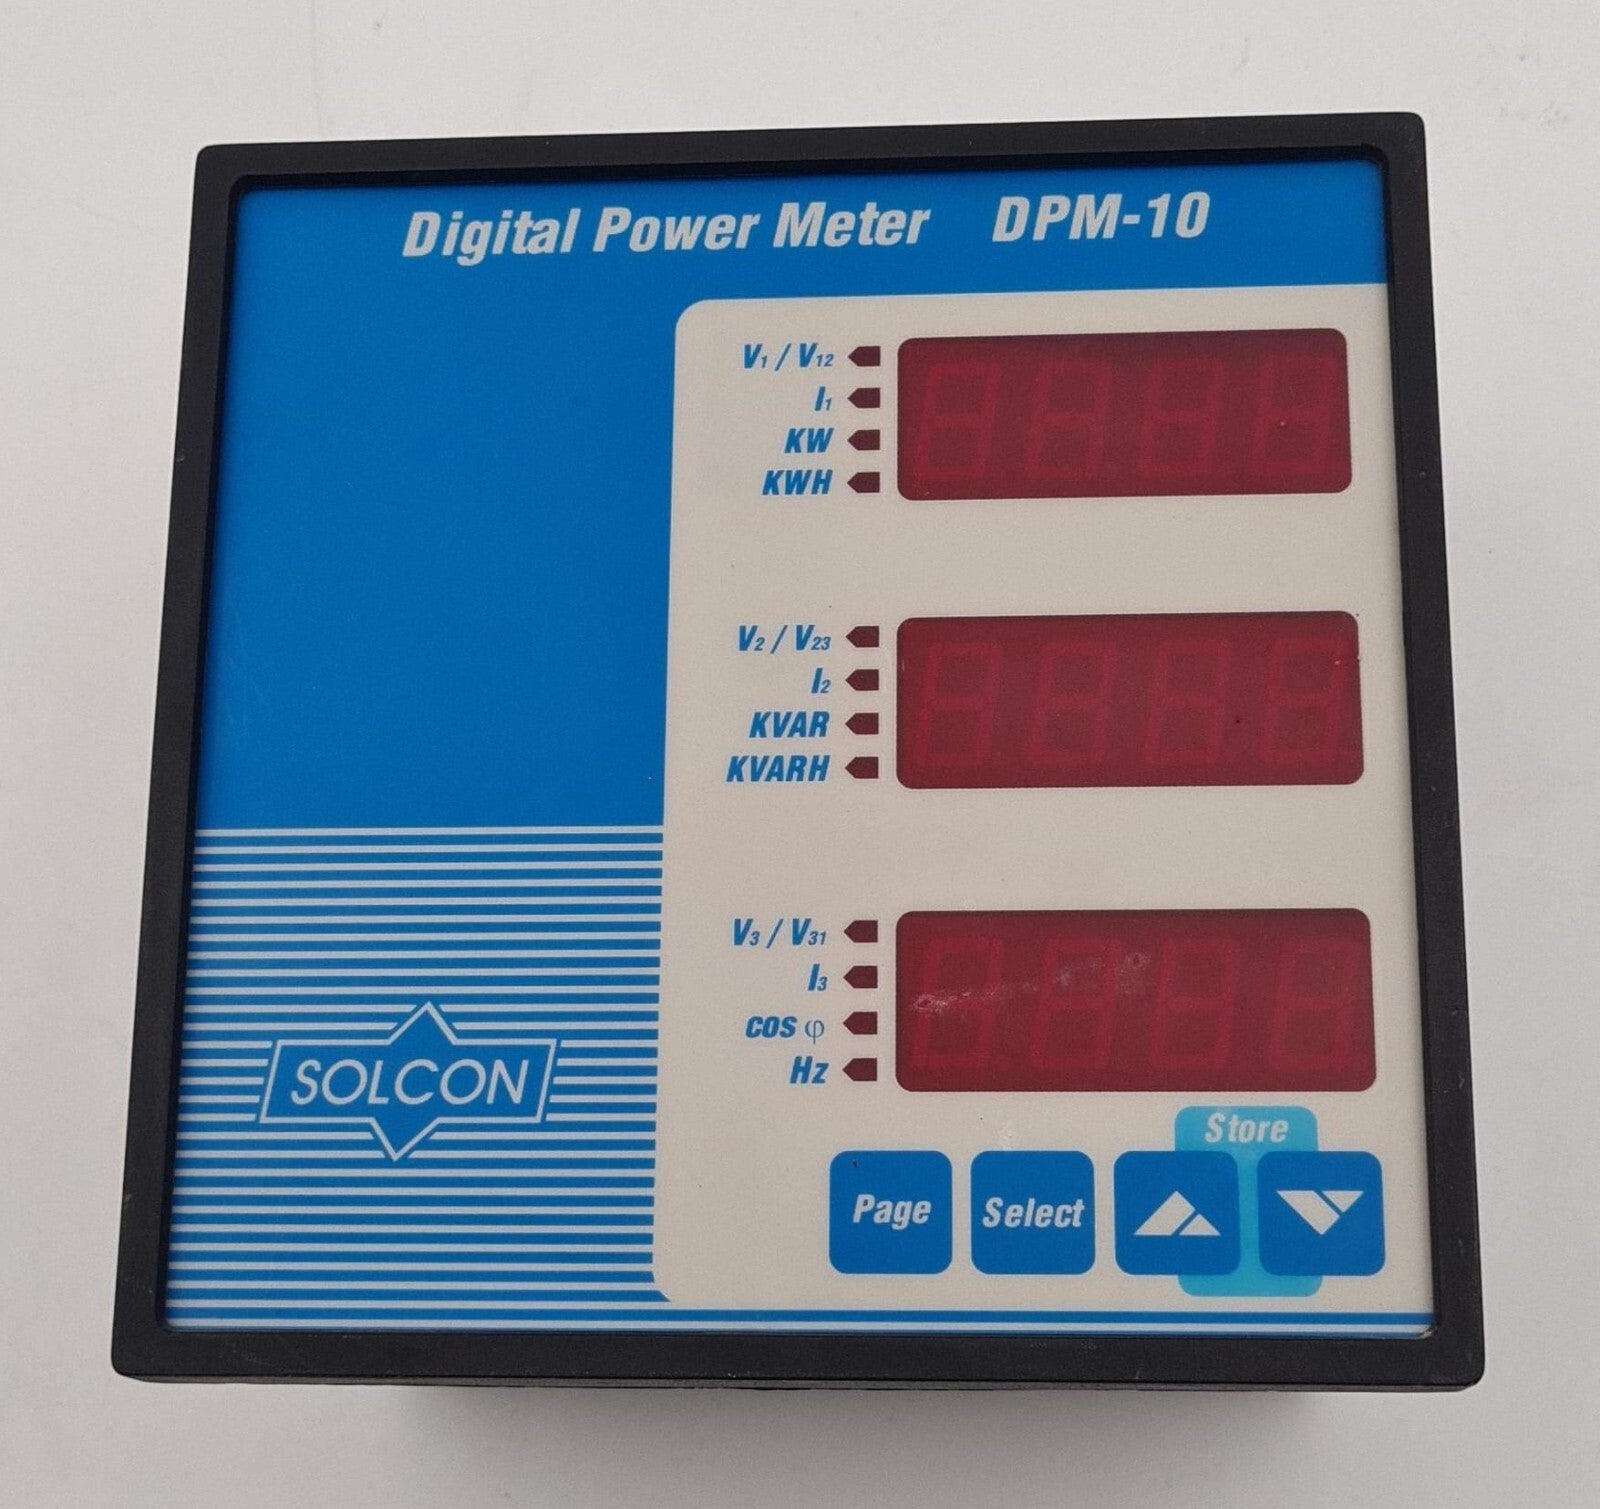 Digital Power Meter DPM-10
V1 / V12
I1
KW
KWH
V2 / V23
I2
KVAR
KVARH
V3 / V31
I3
COS φ
Hz
SOLCON
Store
Page
Select